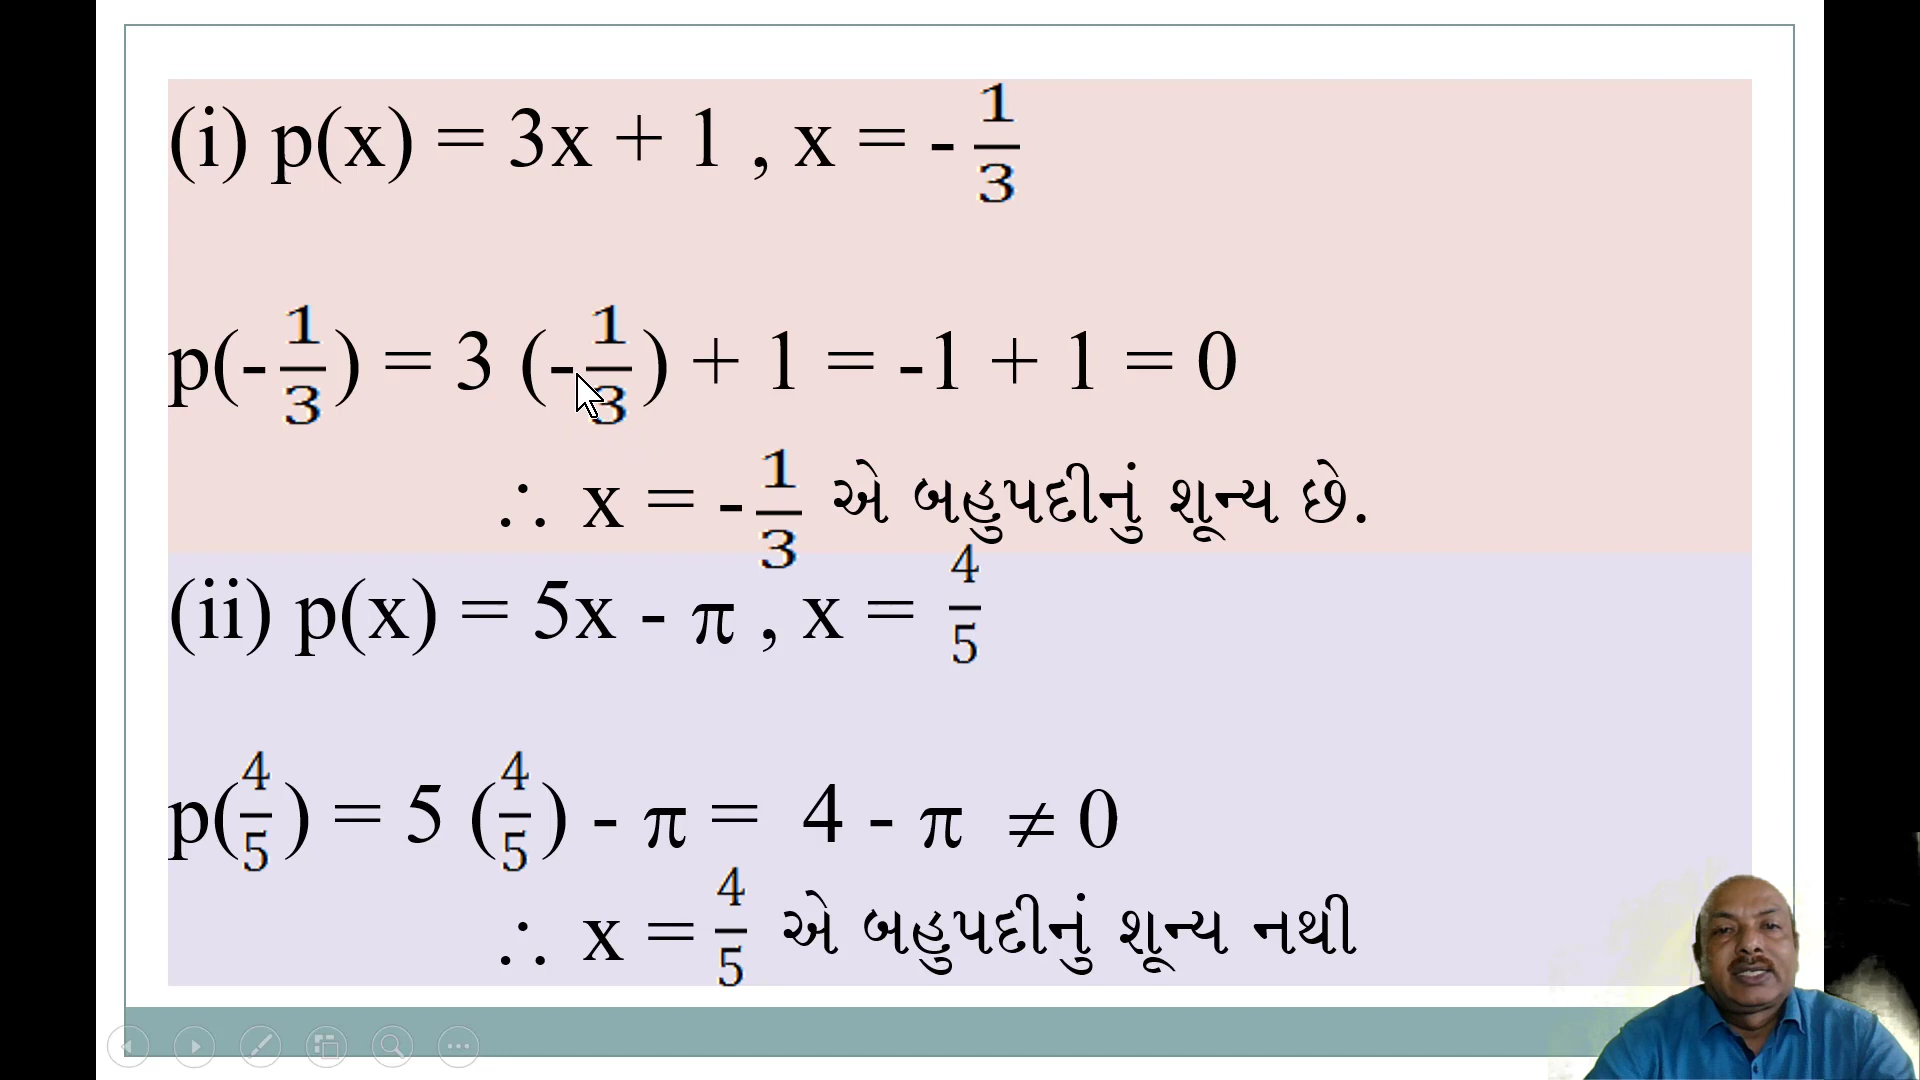 (i) p(x) = 3x + 1 , x = - 1/3
p(- 1/3 ) = 3 (- 1/3 ) + 1 = -1 + 1 = 0
∴ x = - 1/3 એ બહુપદીનું શૂન્ય છે.
(ii) p(x) = 5x - π , x = 4/5
p( 4/5 ) = 5 ( 4/5 ) - π = 4 - π ≠ 0
∴ x = 4/5 એ બહુપદીનું શૂન્ય નથી